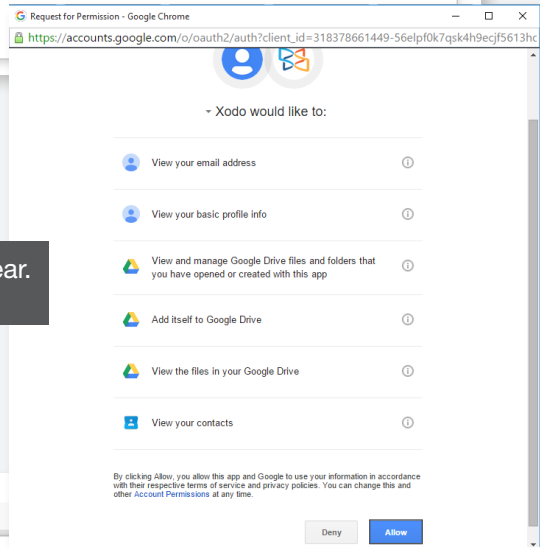 Request for Permission - Google Chrome
https://accounts.google.com/o/oauth2/auth?client_id=318378661449-56elpf0k7qsk4h9ecjf5613hc
Xodo would like to:
View your email address
View your basic profile info
ear.
View and manage Google Drive files and folders that
you have opened or created with this app
Add itself to Google Drive
View the files in your Google Drive
View your contacts
By clicking Allow, you allow this app and Google to use your information in accordance
with their respective terms of service and privacy policies. You can change this and
other Account Permissions at any time.
Deny
Allow